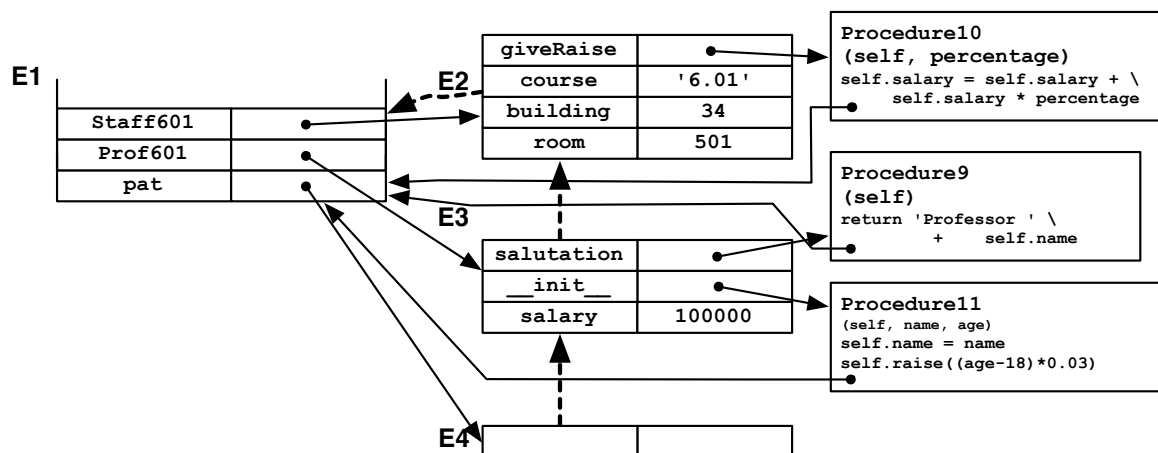 E1
Staff601
Prof601
pat
E2
giveRaise
course '6.01'
building 34
room 501
E3
salutation
__init__
salary 100000
E4
Procedure10
(self, percentage)
self.salary = self.salary + \
self.salary * percentage
Procedure9
(self)
return 'Professor ' \
+ self.name
Procedure11
(self, name, age)
self.name = name
self.raise((age-18)*0.03)